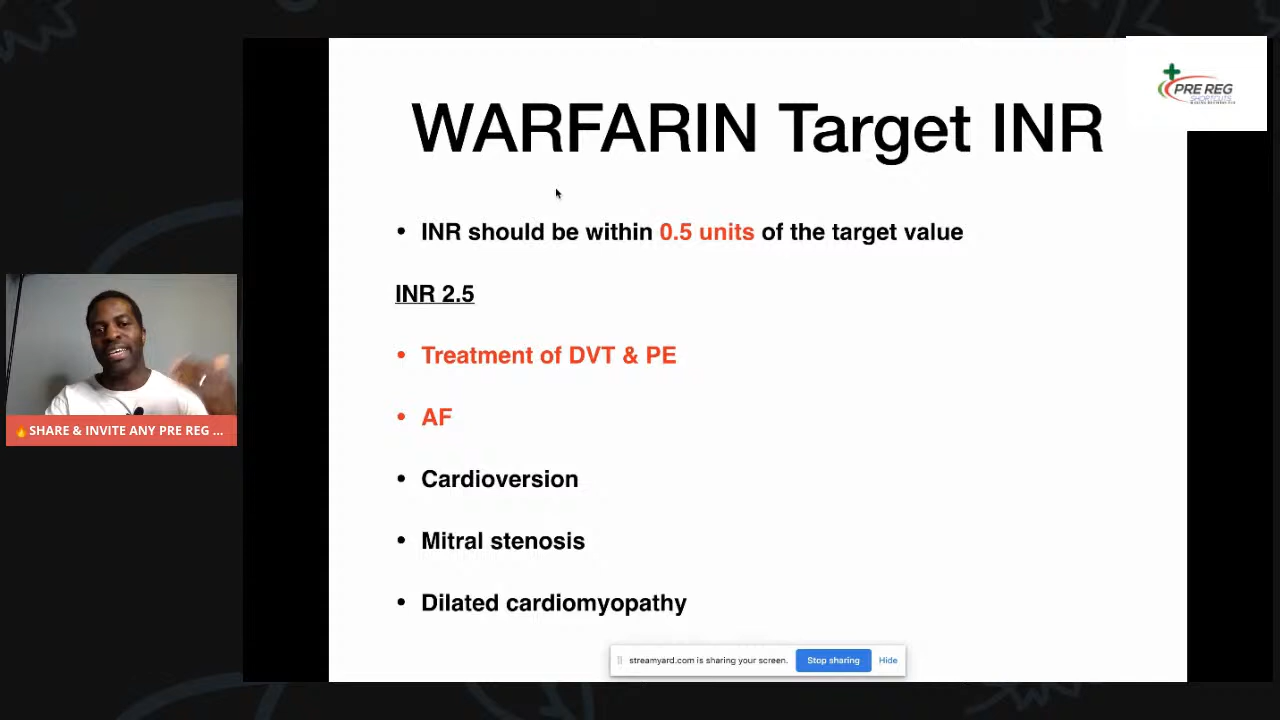 WARFARIN Target INR
PRE REG
SHORTCUTS
• INR should be within 0.5 units of the target value
INR 2.5
• Treatment of DVT & PE
• AF
• Cardioversion
• Mitral stenosis
• Dilated cardiomyopathy
🔥SHARE & INVITE ANY PRE REG ...
streamyard.com is sharing your screen. Stop sharing Hide